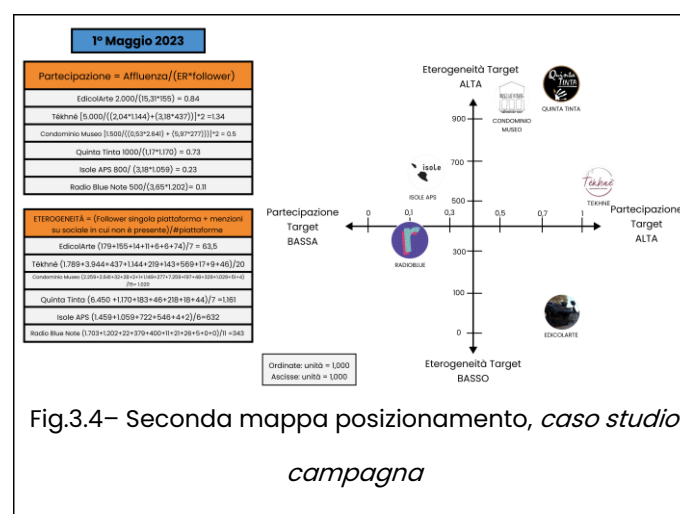 1° Maggio 2023
Partecipazione = Affluenza/(ER*follower)
EdicolArte 2.000/(15,31*155) = 0.84
Tékhné [5.000/((2,04*1.144)+(3,18*437))]*2 =1.34
Condominio Museo [1.500/((0,53*2.641) + (5,97*277))]*2 = 0.5
Quinta Tinta 1000/(1,17*1.170) = 0.73
Isole APS 800/ (3,18*1.059) = 0.23
Radio Blue Note 500/(3,65*1.202)= 0.11
ETEROGENEITÁ = (Follower singola piattaforma + menzioni
su sociale in cui non è presente)/#piattaforme
EdicolArte (179+155+14+11+6+6+74)/7 = 63,5
Tékhné (1.789+3.944+437+1.144+219+143+569+17+9+46)/20
Quinta Tinta (6.450 +1.170+183+46+218+18+44)/7 =1.161
Isole APS (1.459+1.059+722+546+4+2)/6=632
Radio Blue Note (1.703+1.202+22+379+400+11+21+26+5+0+0)/11 =343
Eterogeneità Target
ALTA
900
700
500
300
100
0
Partecipazione
Target
BASSA
0
0,1
0,3
0,5
0,7
1
Partecipazione
Target
ALTA
Eterogeneità Target
BASSO
CONDOMINIO
MUSEO
Quinta
TINTA
QUINTA TINTA
isole
ISOLE APS
Tékhné
TEKHNE
r
RADIOBLUE
EDICOLARTE
Ordinate: unità = 1,000
Ascisse: unità = 1,000
Fig.3.4– Seconda mappa posizionamento, caso studio
campagna